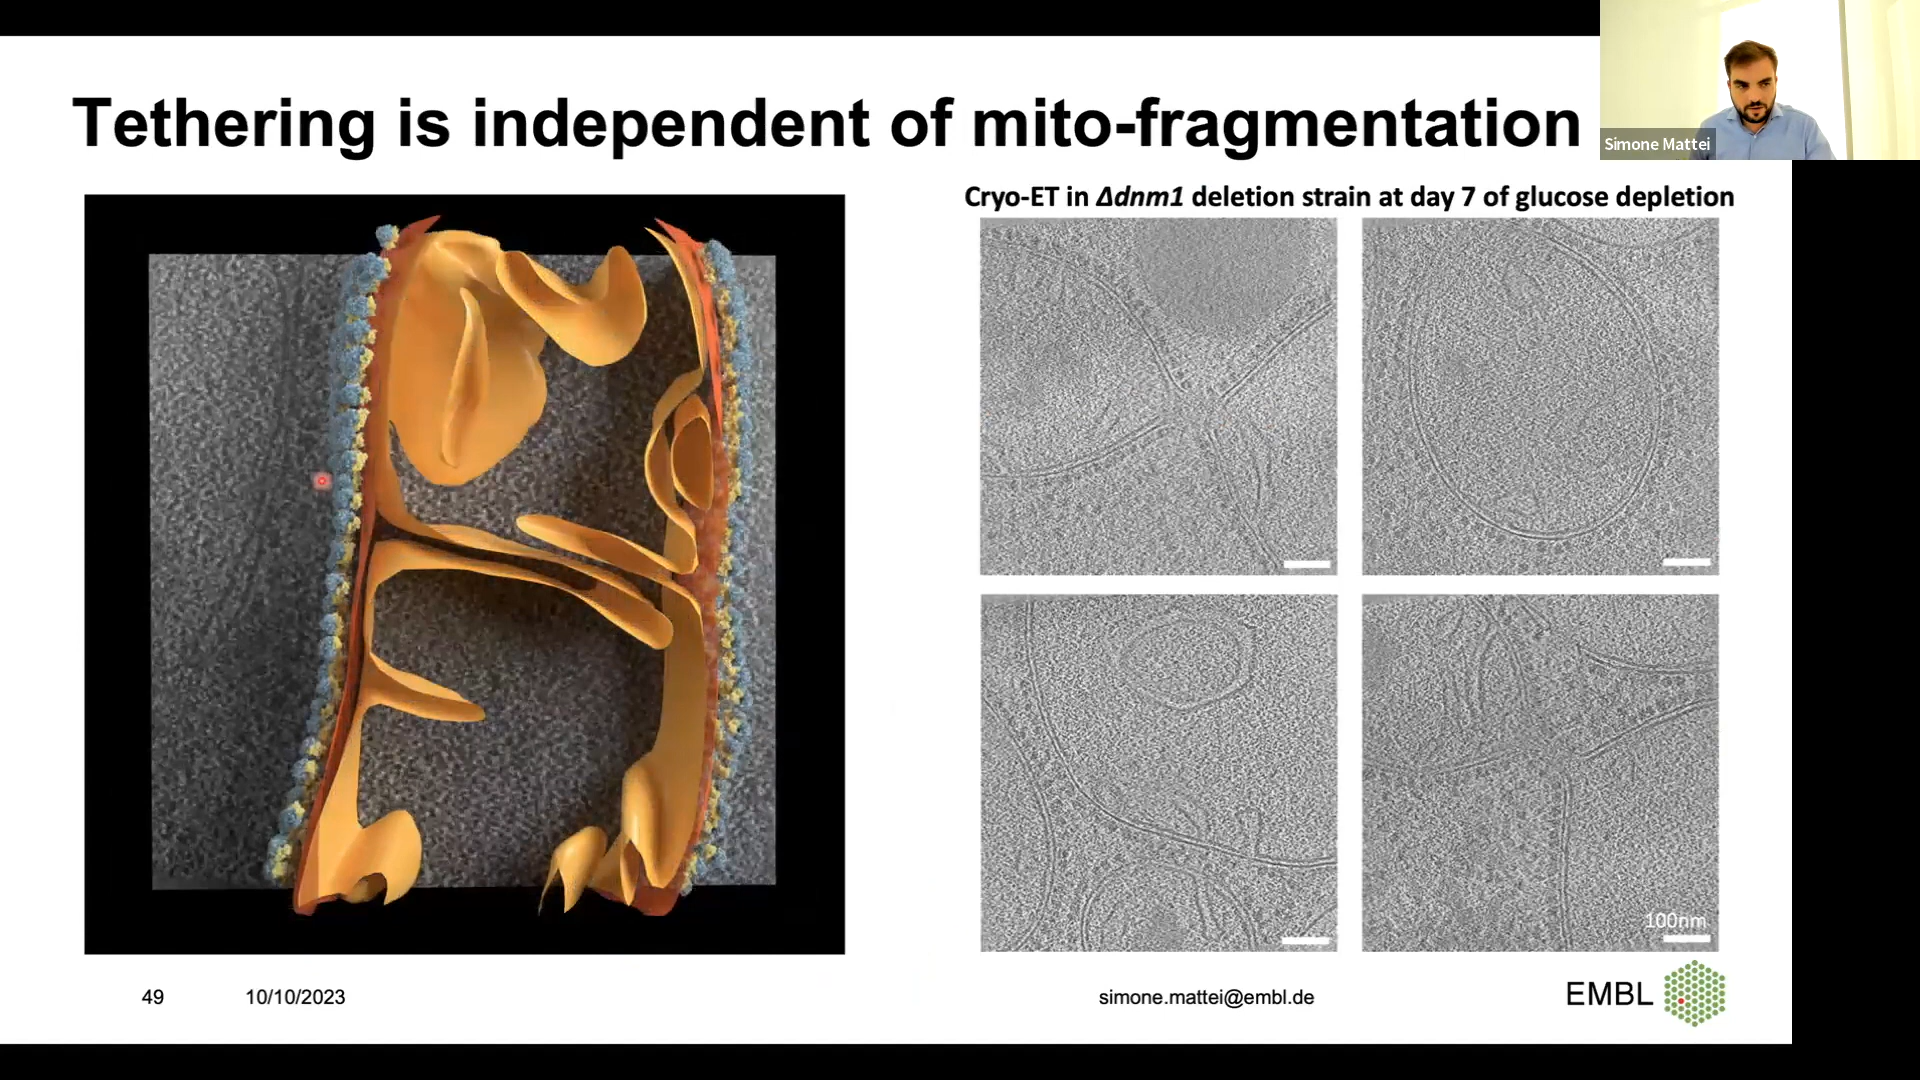 Tethering is independent of mito-fragmentation
Simone Mattei
Cryo-ET in Δdnm1 deletion strain at day 7 of glucose depletion
100nm
49
10/10/2023
simone.mattei@embl.de
EMBL